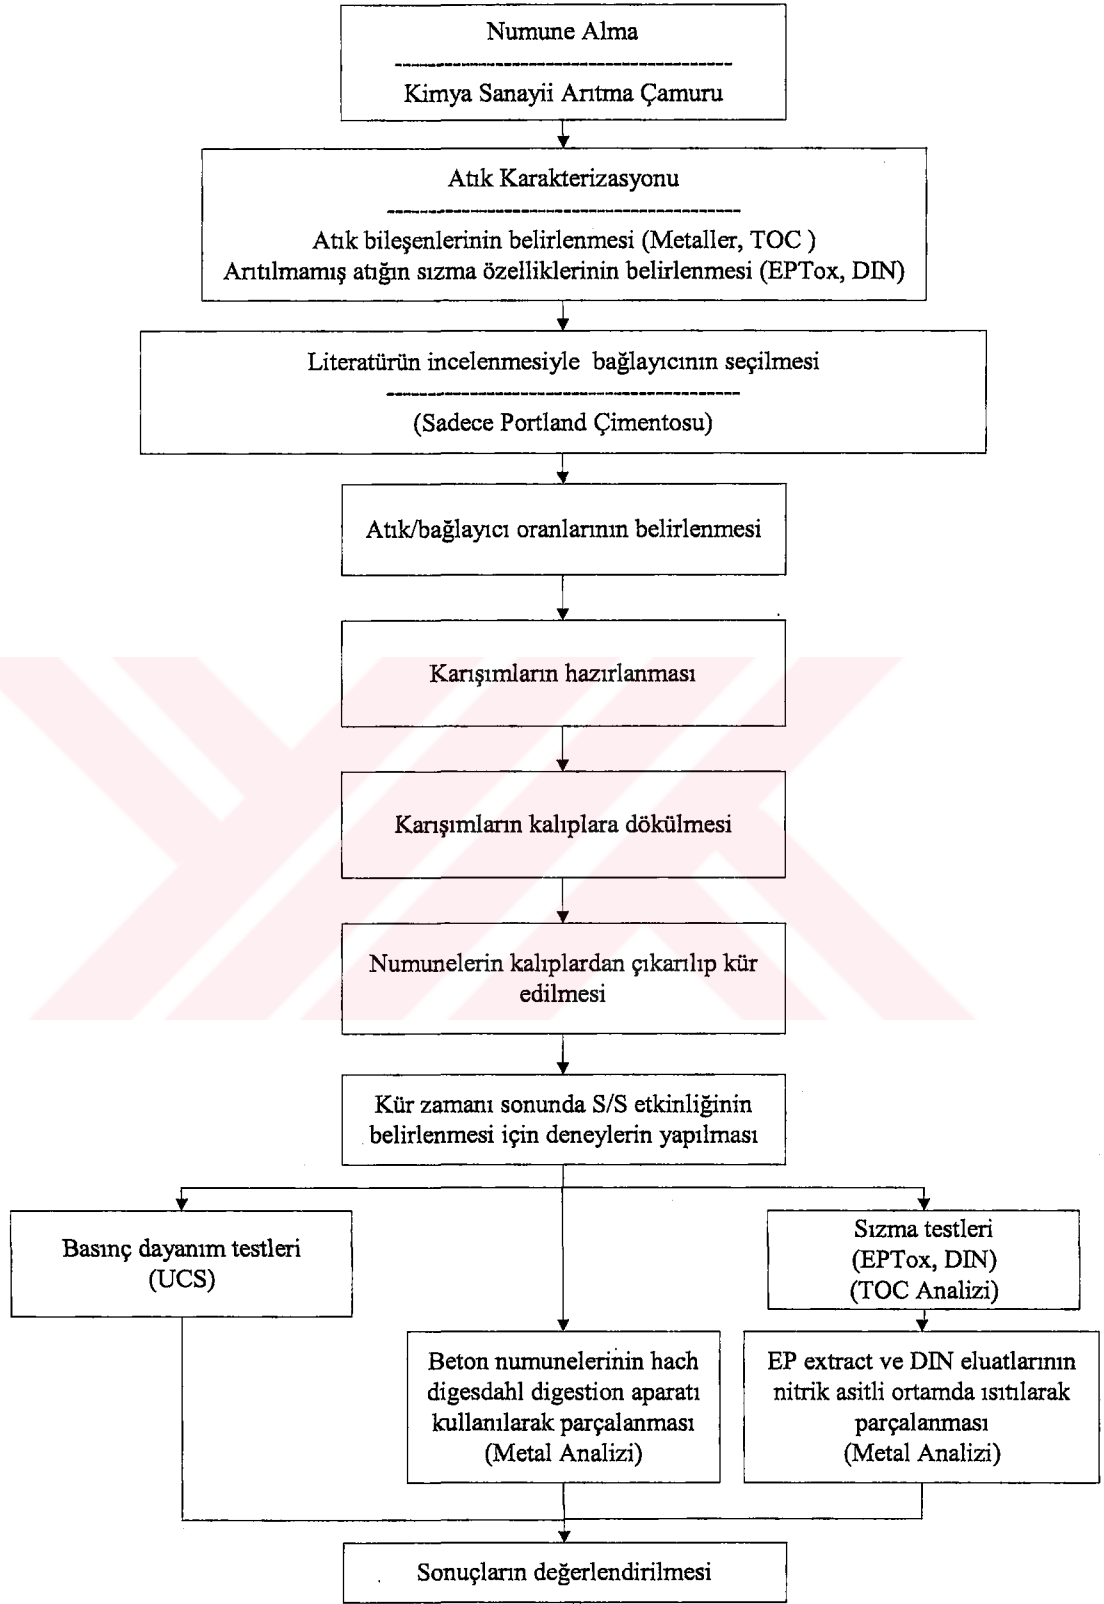 Numune Alma
Kimya Sanayii Arıtma Çamuru
Atık Karakterizasyonu
Atık bileşenlerinin belirlenmesi (Metaller, TOC )
Arıtılmamış atığın sızma özelliklerinin belirlenmesi (EPTox, DIN)
Literatürün incelenmesiyle bağlayıcının seçilmesi
(Sadece Portland Çimentosu)
Atık/bağlayıcı oranlarının belirlenmesi
Karışımların hazırlanması
Karışımların kalıplara dökülmesi
Numunelerin kalıplardan çıkarılıp kür
edilmesi
Kür zamanı sonunda S/S etkinliğinin
belirlenmesi için deneylerin yapılması
Basınç dayanım testleri
(UCS)
Sızma testleri
(EPTox, DIN)
(TOC Analizi)
Beton numunelerinin hach
digesdahl digestion aparatı
kullanılarak parçalanması
(Metal Analizi)
EP extract ve DIN eluatlarının
nitrik asitli ortamda ısıtılarak
parçalanması
(Metal Analizi)
Sonuçların değerlendirilmesi